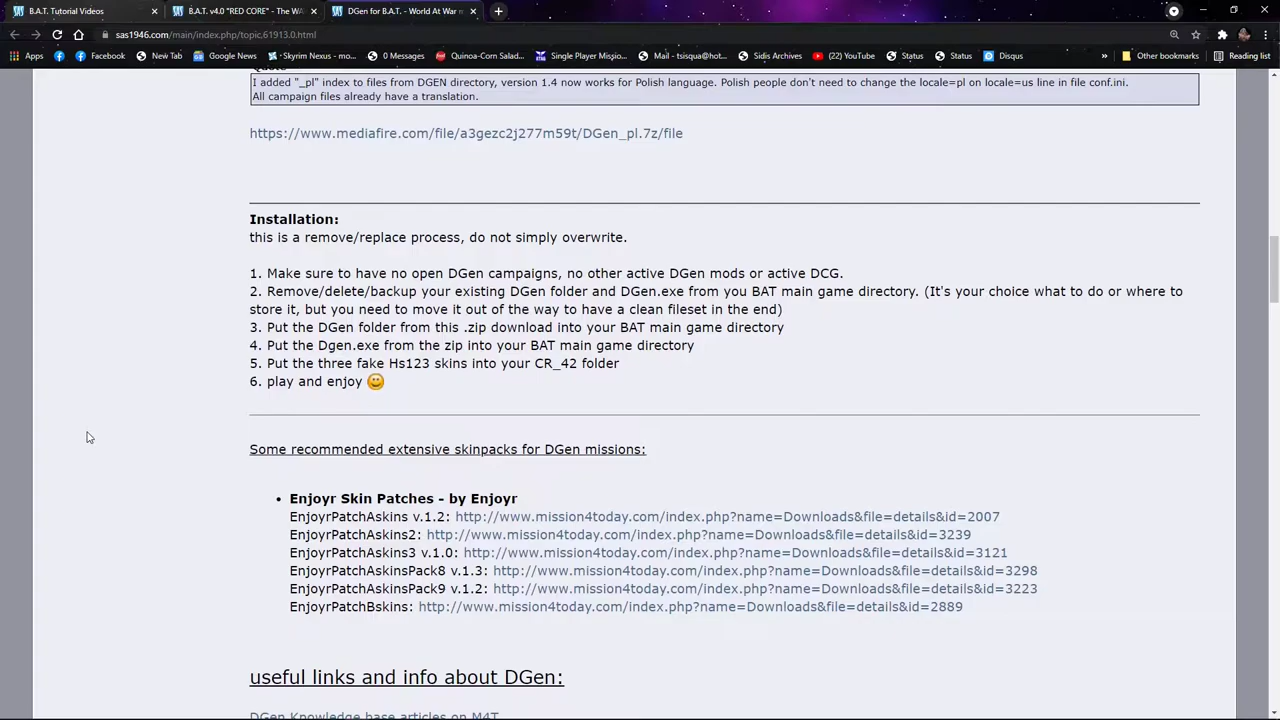 B.A.T. Tutorial Videos
B.A.T. v4.0 "RED CORE" - The WA
DGen for B.A.T. - World At War m
sas1946.com/main/index.php/topic.61913.0.html
Apps
Facebook
New Tab
Google News
Skyrim Nexus - mo...
0 Messages
Quinoa-Corn Salad...
Single Player Missio...
Mail - tsisqua@hot...
Sidis Archives
(22) YouTube
Status
Status
Disqus
»
Other bookmarks
Reading list
I added "_pl" index to files from DGEN directory, version 1.4 now works for Polish language. Polish people don't need to change the locale=pl on locale=us line in file conf.ini.
All campaign files already have a translation.
https://www.mediafire.com/file/a3gezc2j277m59t/DGen_pl.7z/file
Installation:
this is a remove/replace process, do not simply overwrite.
1. Make sure to have no open DGen campaigns, no other active DGen mods or active DCG.
2. Remove/delete/backup your existing DGen folder and DGen.exe from you BAT main game directory. (It's your choice what to do or where to
store it, but you need to move it out of the way to have a clean fileset in the end)
3. Put the DGen folder from this .zip download into your BAT main game directory
4. Put the Dgen.exe from the zip into your BAT main game directory
5. Put the three fake Hs123 skins into your CR_42 folder
6. play and enjoy
Some recommended extensive skinpacks for DGen missions:
• Enjoyr Skin Patches - by Enjoyr
EnjoyrPatchAskins v.1.2: http://www.mission4today.com/index.php?name=Downloads&file=details&id=2007
EnjoyrPatchAskins2: http://www.mission4today.com/index.php?name=Downloads&file=details&id=3239
EnjoyrPatchAskins3 v.1.0: http://www.mission4today.com/index.php?name=Downloads&file=details&id=3121
EnjoyrPatchAskinsPack8 v.1.3: http://www.mission4today.com/index.php?name=Downloads&file=details&id=3298
EnjoyrPatchAskinsPack9 v.1.2: http://www.mission4today.com/index.php?name=Downloads&file=details&id=3223
EnjoyrPatchBskins: http://www.mission4today.com/index.php?name=Downloads&file=details&id=2889
useful links and info about DGen:
DGen Knowledge base articles on M4T